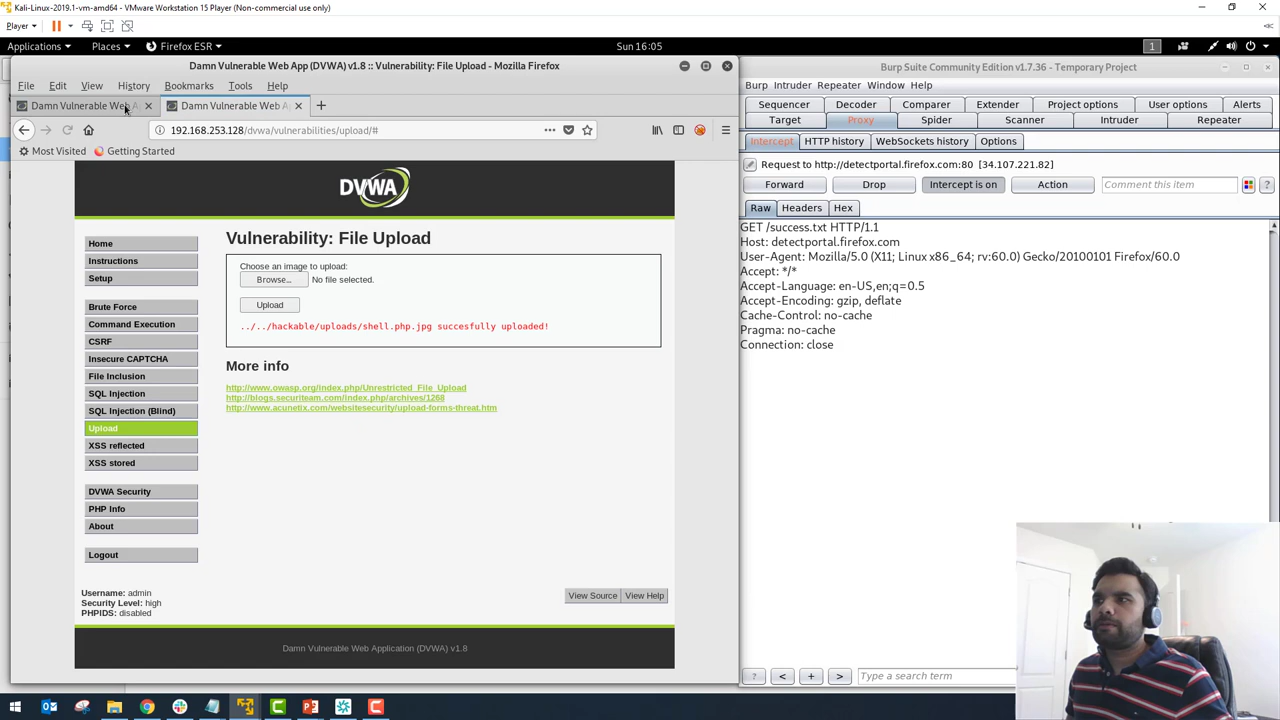 Kali-Linux-2019.1-vm-amd64 - VMware Workstation 15 Player (Non-commercial use only)
Player
Applications Places Firefox ESR Sun 16:05 1
Damn Vulnerable Web App (DVWA) v1.8 :: Vulnerability: File Upload - Mozilla Firefox
File Edit View History Bookmarks Tools Help
Damn Vulnerable Web A
Damn Vulnerable Web Ap
192.168.253.128/dvwa/vulnerabilities/upload/#
Most Visited Getting Started
DVWA
Home
Instructions
Setup
Brute Force
Command Execution
CSRF
Insecure CAPTCHA
File Inclusion
SQL Injection
SQL Injection (Blind)
Upload
XSS reflected
XSS stored
DVWA Security
PHP Info
About
Logout
Vulnerability: File Upload
Choose an image to upload:
Browse... No file selected.
Upload
../../hackable/uploads/shell.php.jpg succesfully uploaded!
More info
http://www.owasp.org/index.php/Unrestricted_File_Upload
http://blogs.securiteam.com/index.php/archives/1268
http://www.acunetix.com/websitesecurity/upload-forms-threat.htm
Username: admin
Security Level: high
PHPIDS: disabled
View Source View Help
Damn Vulnerable Web Application (DVWA) v1.8
Burp Suite Community Edition v1.7.36 - Temporary Project
Burp Intruder Repeater Window Help
Sequencer Decoder Comparer Extender Project options User options Alerts
Target Proxy Spider Scanner Intruder Repeater
Intercept HTTP history WebSockets history Options
Request to http://detectportal.firefox.com:80 [34.107.221.82]
Forward Drop Intercept is on Action Comment this item ?
Raw Headers Hex
GET /success.txt HTTP/1.1
Host: detectportal.firefox.com
User-Agent: Mozilla/5.0 (X11; Linux x86_64; rv:60.0) Gecko/20100101 Firefox/60.0
Accept: */*
Accept-Language: en-US,en;q=0.5
Accept-Encoding: gzip, deflate
Cache-Control: no-cache
Pragma: no-cache
Connection: close
? < + > Type a search term